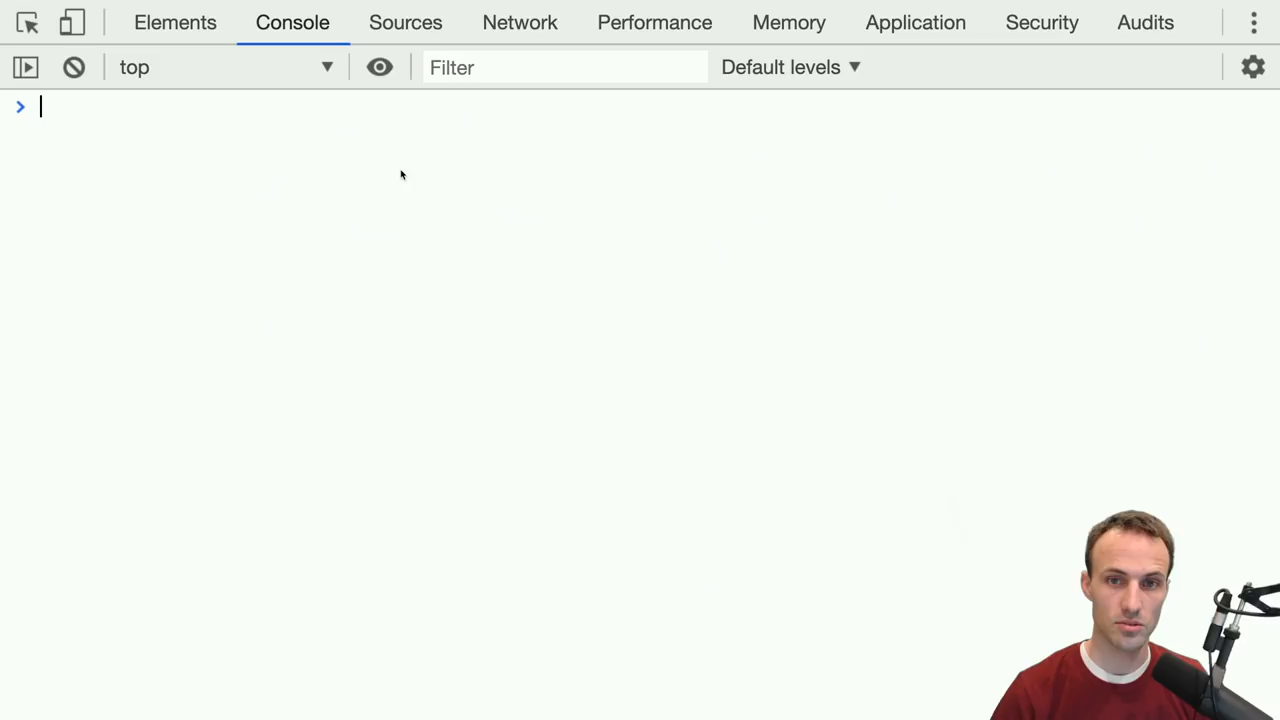 Elements Console Sources Network Performance Memory Application Security Audits
top Filter Default levels